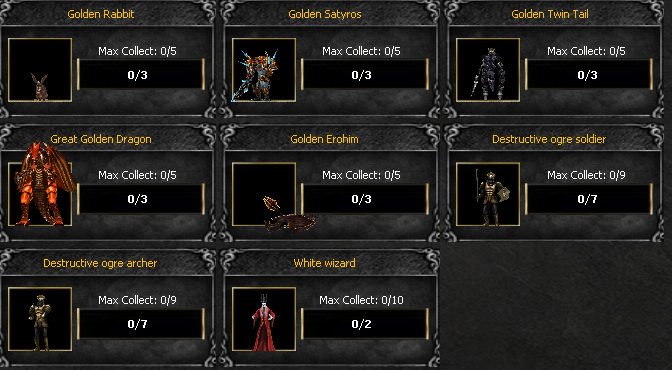 Golden Rabbit
Max Collect: 0/5
0/3
Golden Satyros
Max Collect: 0/5
0/3
Golden Twin Tail
Max Collect: 0/5
0/3
Great Golden Dragon
Max Collect: 0/5
0/3
Golden Erohim
Max Collect: 0/5
0/3
Destructive ogre soldier
Max Collect: 0/9
0/7
Destructive ogre archer
Max Collect: 0/9
0/7
White wizard
Max Collect: 0/10
0/2